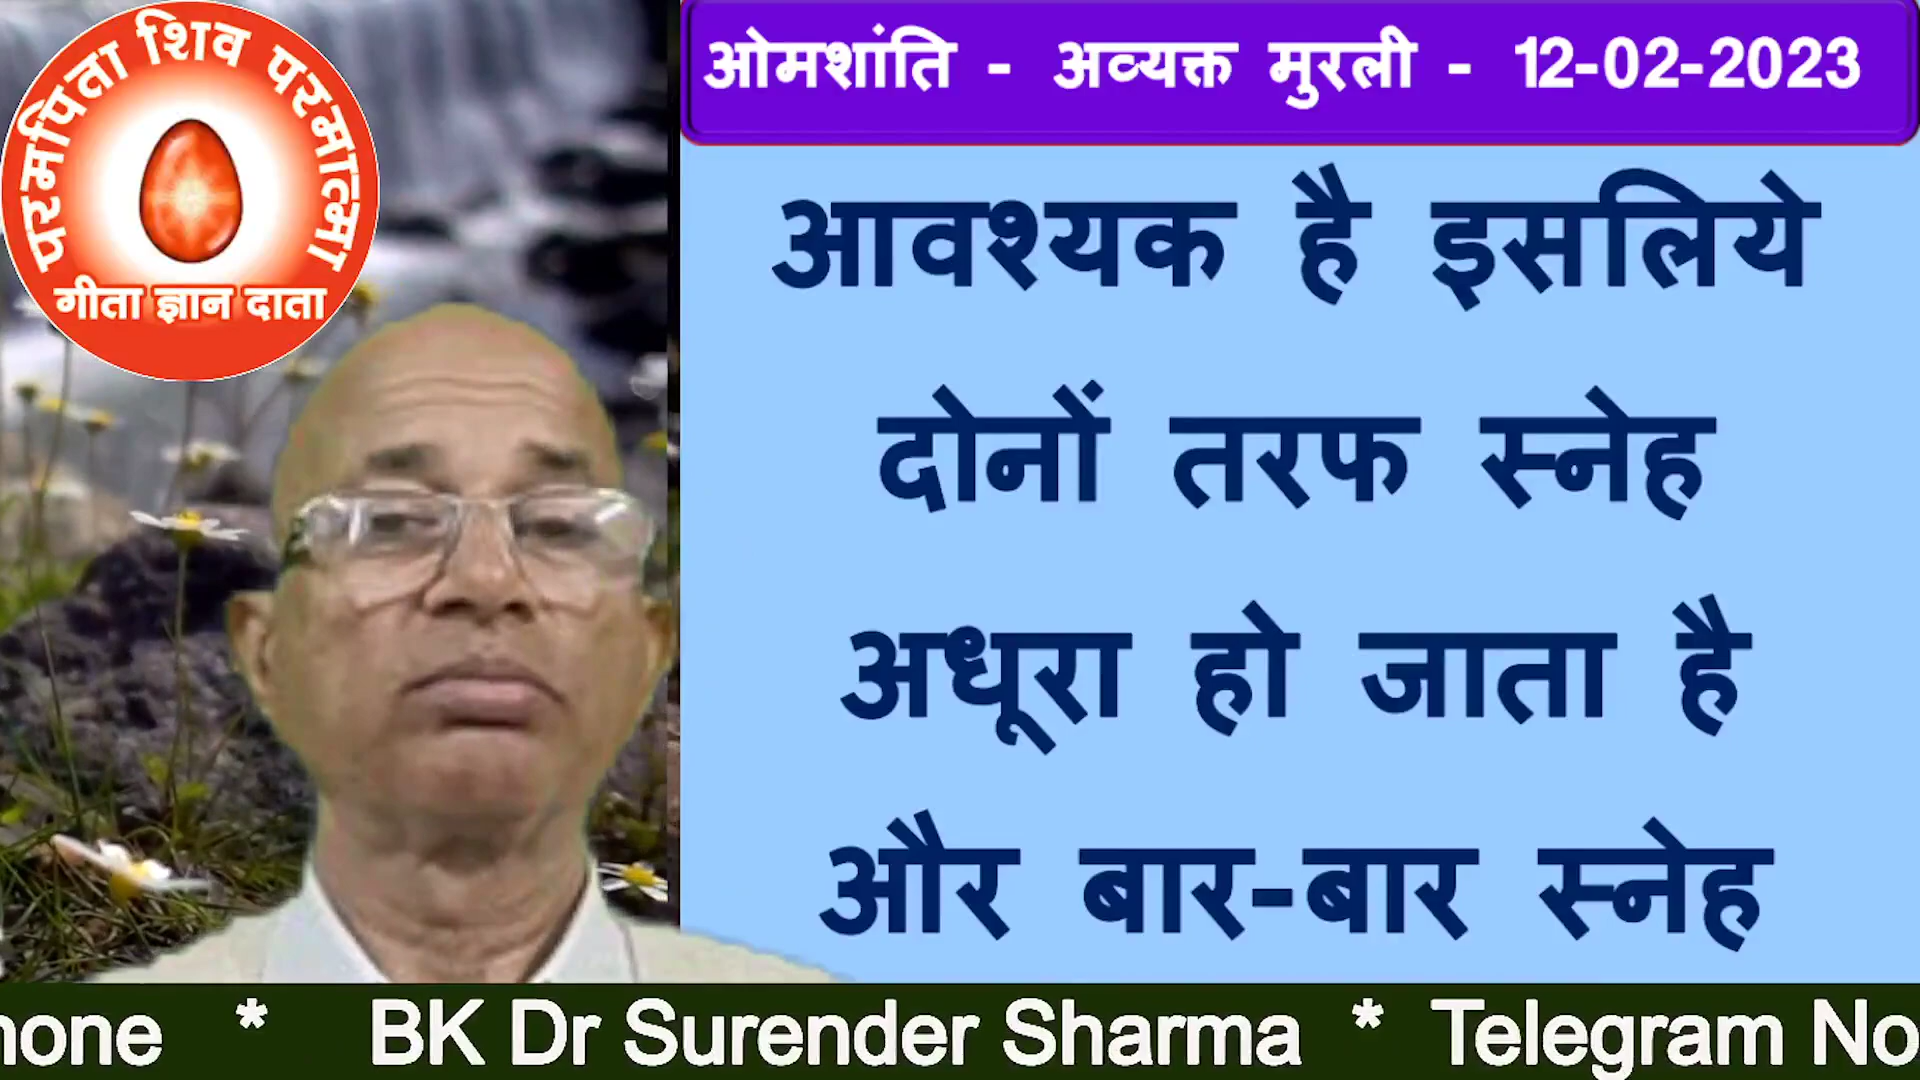 परमपिता शिव परमात्मा
गीता ज्ञान दाता
ओमशांति - अव्यक्त मुरली - 12-02-2023
आवश्यक है इसलिये
दोनों तरफ स्नेह
अधूरा हो जाता है
और बार-बार स्नेह
hone * BK Dr Surender Sharma * Telegram No